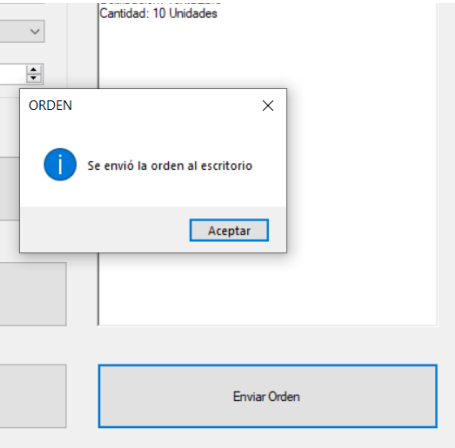 Cantidad: 10 Unidades
ORDEN
Se envió la orden al escritorio
Aceptar
Enviar Orden